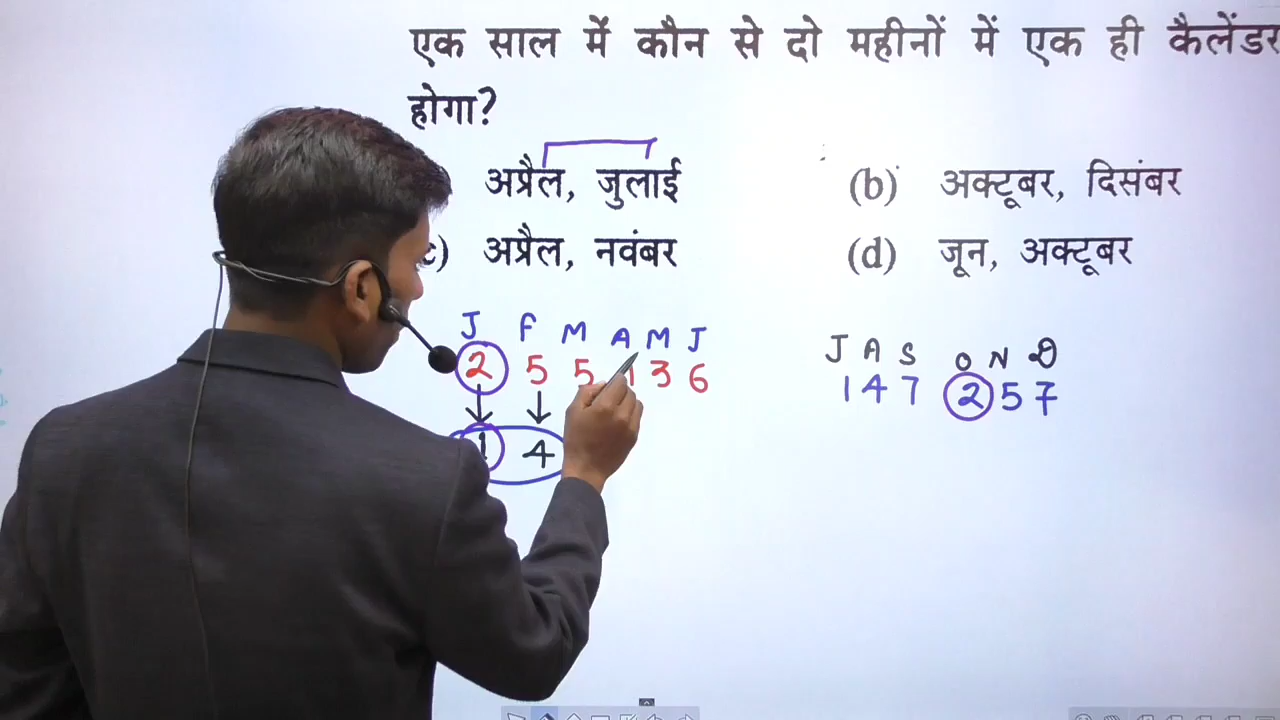 एक साल में कौन से दो महीनों में एक ही कैलेंडर
होगा?
अप्रैल, जुलाई (b) अक्टूबर, दिसंबर
c) अप्रैल, नवंबर (d) जून, अक्टूबर
J F M A M J
2 5 5 1 3 6
J A S O N D
1 4 7 2 5 7
1 4